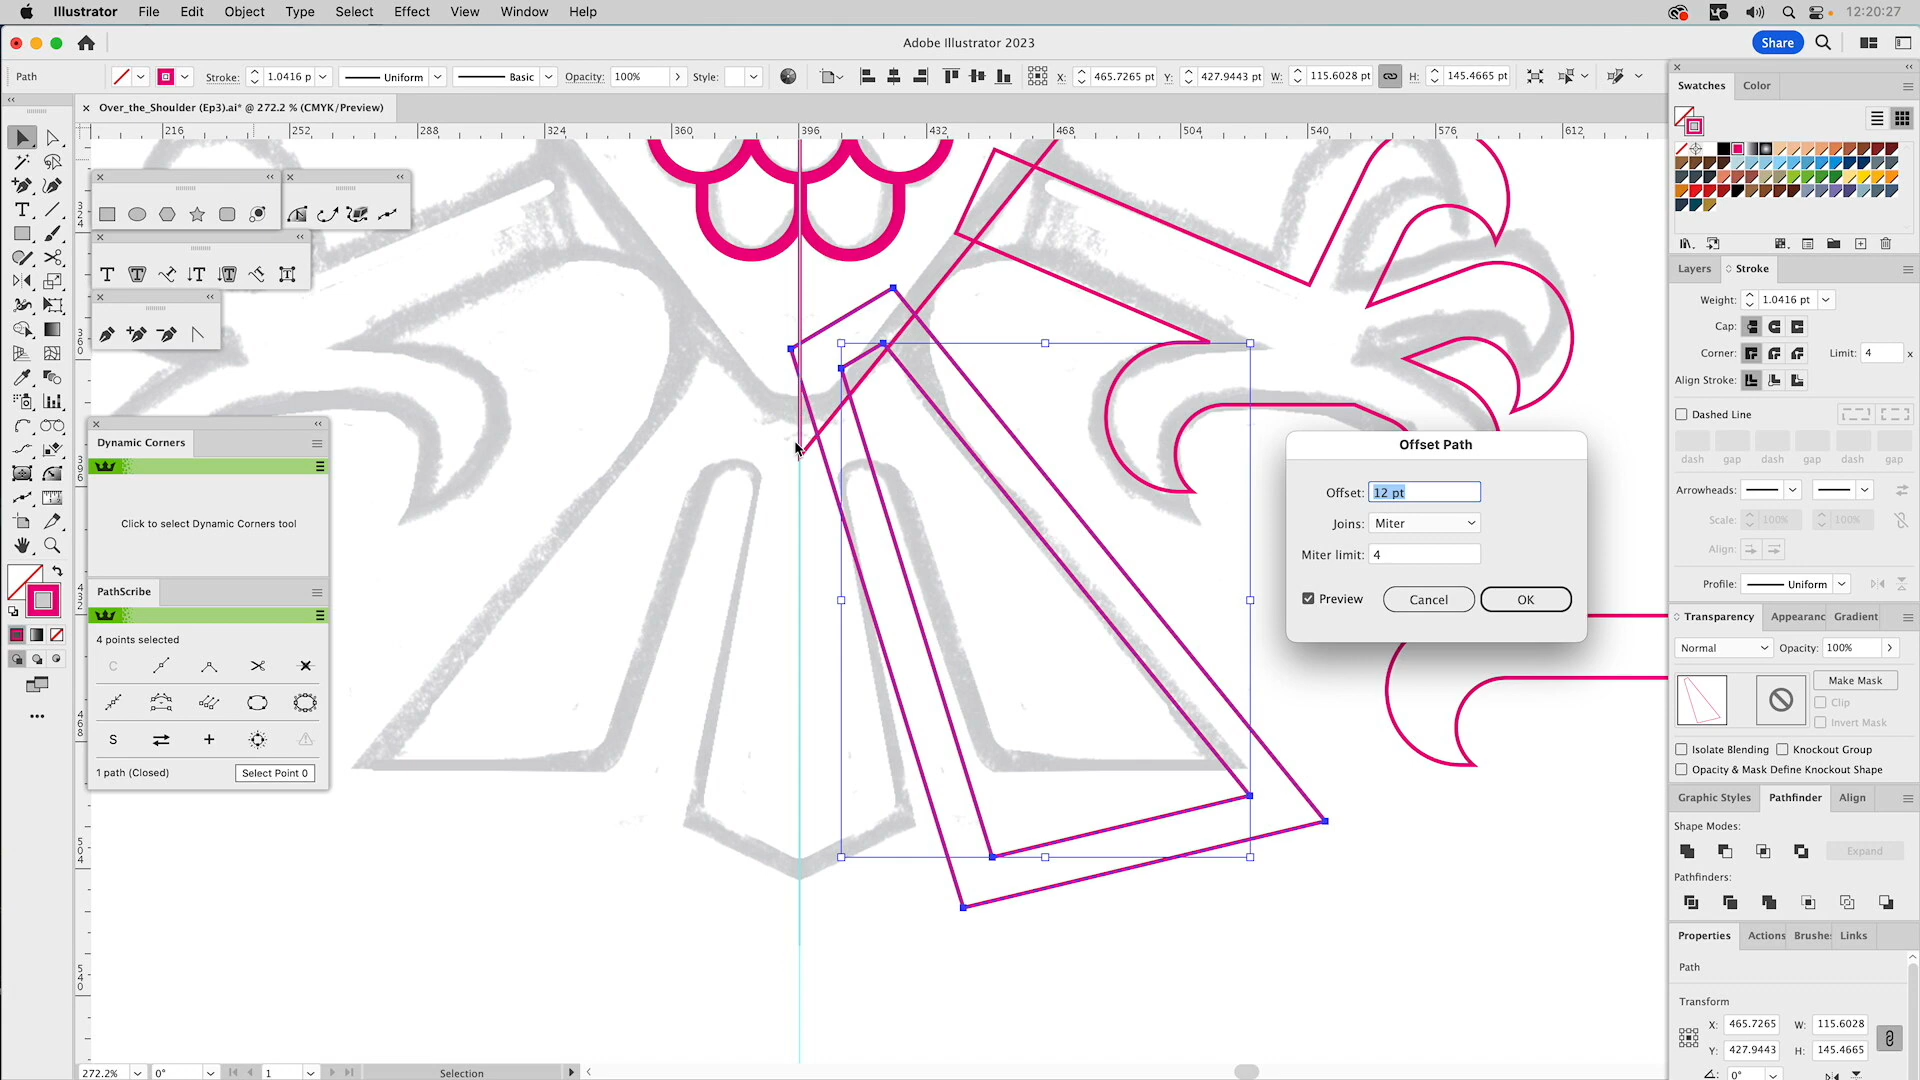 Illustrator File Edit Object Type Select Effect View Window Help 12:20:27
Adobe Illustrator 2023 Share
Path Stroke: 1.0416 p Uniform Basic Opacity: 100% Style: X: 465.7265 pt Y: 427.9443 pt W: 115.6028 pt H: 145.4665 pt
Over_the_Shoulder (Ep3).ai* @ 272.2 % (CMYK/Preview)
216 252 288 324 360 396 432 468 504 540 576 612
324
360
396
432
468
504
540
Dynamic Corners
Click to select Dynamic Corners tool
PathScribe
4 points selected
C
S
1 path (Closed) Select Point 0
Offset Path
Offset: 12 pt
Joins: Miter
Miter limit: 4
Preview Cancel OK
Swatches Color
Layers Stroke
Weight: 1.0416 pt
Cap:
Corner: Limit: 4 x
Align Stroke:
Dashed Line
dash gap dash gap dash gap
Arrowheads:
Scale: 100% 100%
Align:
Profile: Uniform
Transparency Appearanc Gradient
Normal Opacity: 100%
Make Mask
Clip
Invert Mask
Isolate Blending Knockout Group
Opacity & Mask Define Knockout Shape
Graphic Styles Pathfinder Align
Shape Modes:
Expand
Pathfinders:
Properties Actions Brushes Links
Path
Transform
X: 465.7265 W: 115.6028
Y: 427.9443 H: 145.4665
0°
272.2% 0° 1 Selection